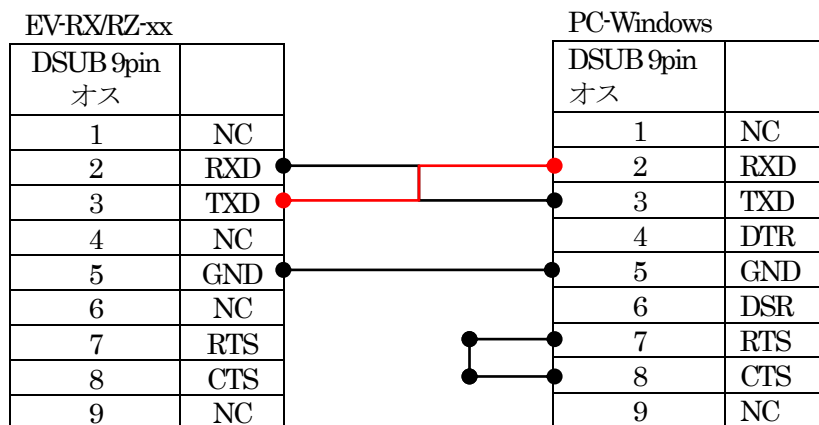 EV-RX/RZ-xx
DSUB 9pin
オス
1 NC
2 RXD
3 TXD
4 NC
5 GND
6 NC
7 RTS
8 CTS
9 NC
PC-Windows
DSUB 9pin
オス
1 NC
2 RXD
3 TXD
4 DTR
5 GND
6 DSR
7 RTS
8 CTS
9 NC